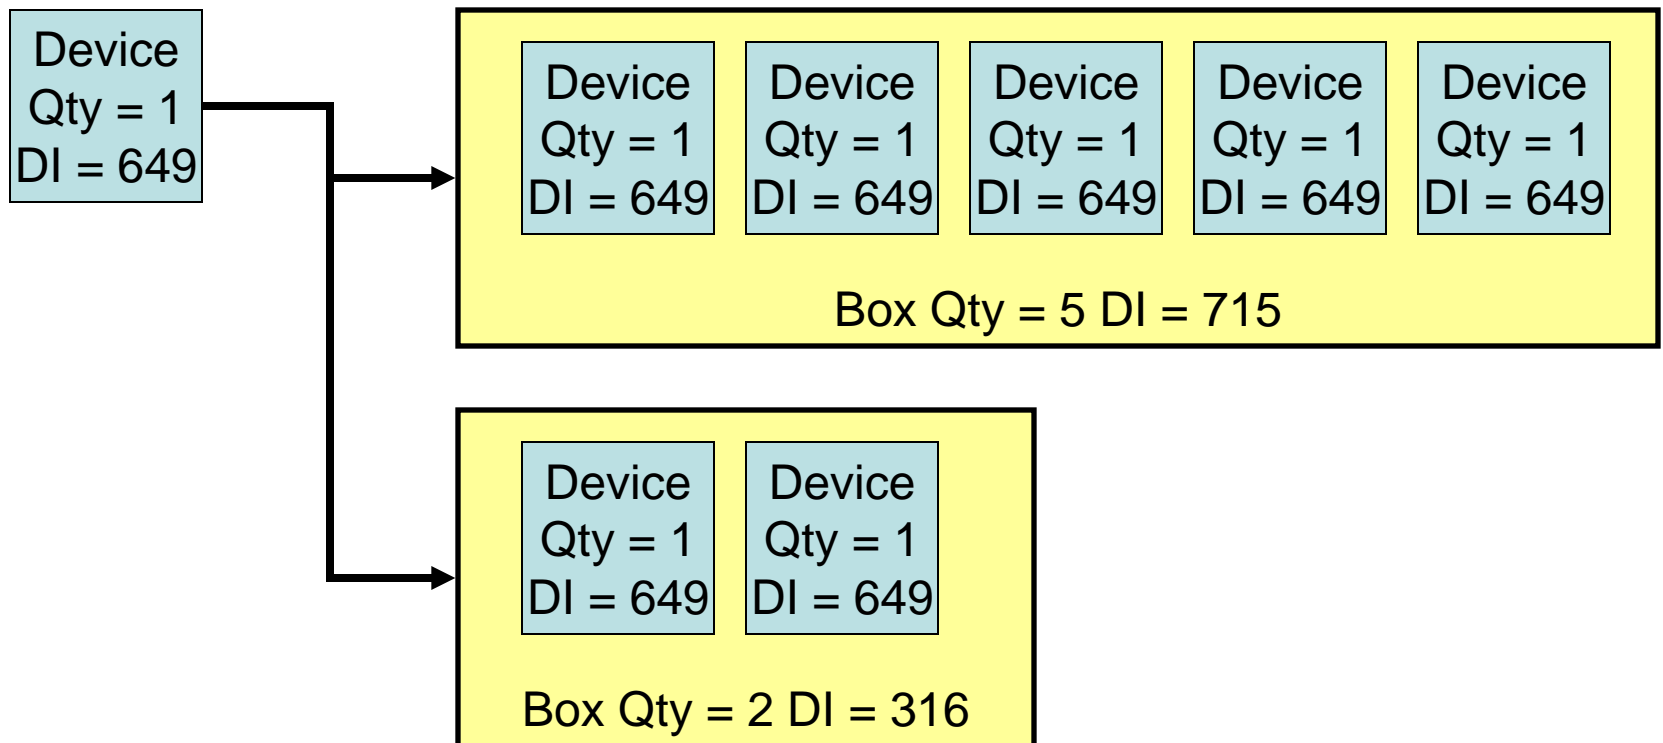 Device
Qty = 1
DI = 649
Device
Qty = 1
DI = 649
Device
Qty = 1
DI = 649
Device
Qty = 1
DI = 649
Device
Qty = 1
DI = 649
Device
Qty = 1
DI = 649
Box Qty = 5 DI = 715
Device
Qty = 1
DI = 649
Device
Qty = 1
DI = 649
Box Qty = 2 DI = 316